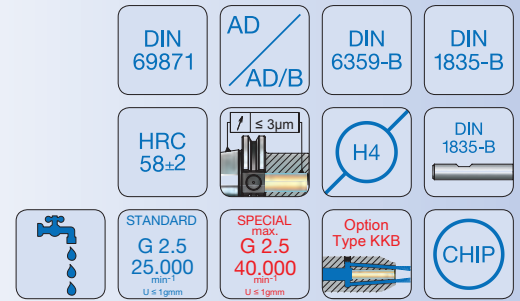 DIN
69871
AD
AD/B
DIN
6359-B
DIN
1835-B
HRC
58±2
≤ 3µm
H4
DIN
1835-B
STANDARD
G 2.5
25.000
min⁻¹
U ≤ 1gmm
SPECIAL
max.
G 2.5
40.000
min⁻¹
U ≤ 1gmm
Option
Type KKB
CHIP